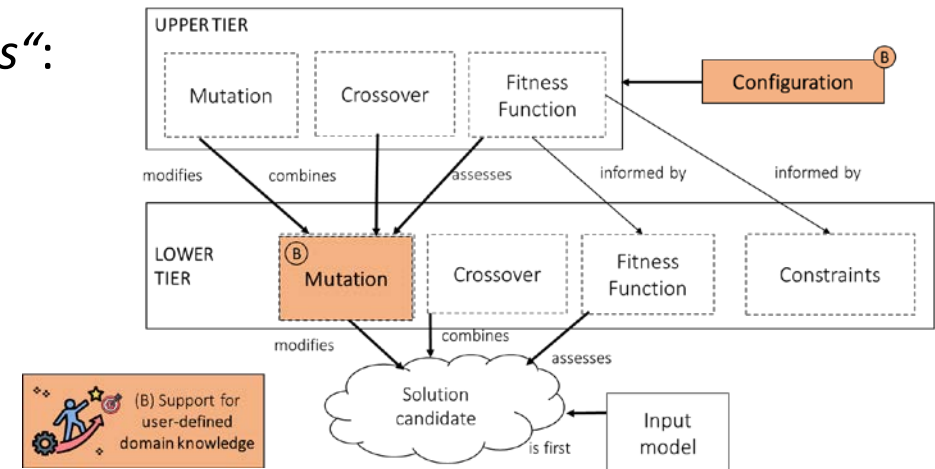 s“:
UPPER TIER
Mutation
Crossover
Fitness
Function
B
Configuration
modifies
combines
assesses
informed by
informed by
LOWER
TIER
B
Mutation
Crossover
Fitness
Function
Constraints
modifies
combines
assesses
Solution
candidate
is first
Input
model
(B) Support for
user-defined
domain knowledge